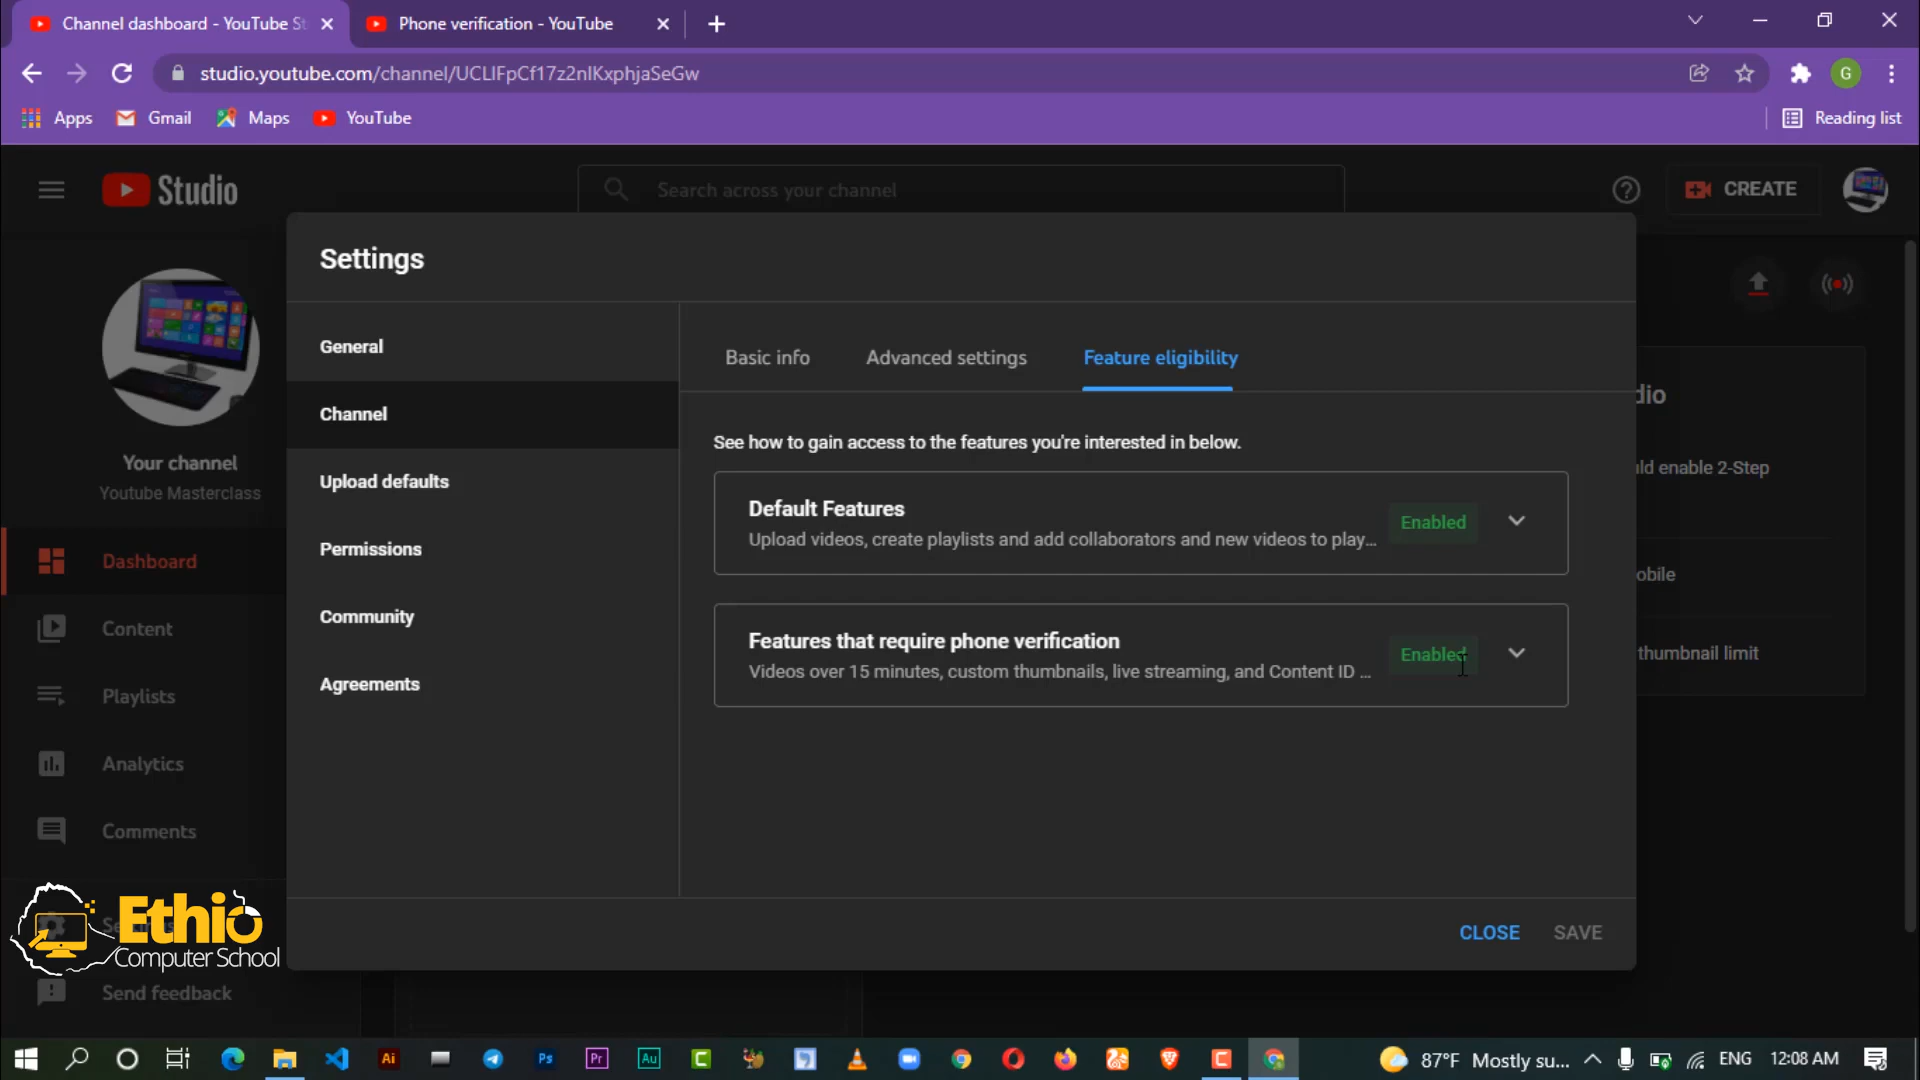 Channel dashboard - YouTube St
Phone verification - YouTube
studio.youtube.com/channel/UCLlFpCf17z2nlKxphjaSeGw
G
Apps
Gmail
Maps
YouTube
Reading list
Studio
Search across your channel
CREATE
Settings
General
Channel
Upload defaults
Permissions
Community
Agreements
Basic info
Advanced settings
Feature eligibility
See how to gain access to the features you're interested in below.
Default Features
Upload videos, create playlists and add collaborators and new videos to play...
Enabled
Features that require phone verification
Videos over 15 minutes, custom thumbnails, live streaming, and Content ID ...
Enabled
CLOSE
SAVE
Your channel
Youtube Masterclass
Dashboard
Content
Playlists
Analytics
Comments
Send feedback
Ethio
Computer School
dio
ld enable 2-Step
obile
thumbnail limit
Ai
Ps
Pr
Au
C
C
87°F Mostly su...
ENG
12:08 AM